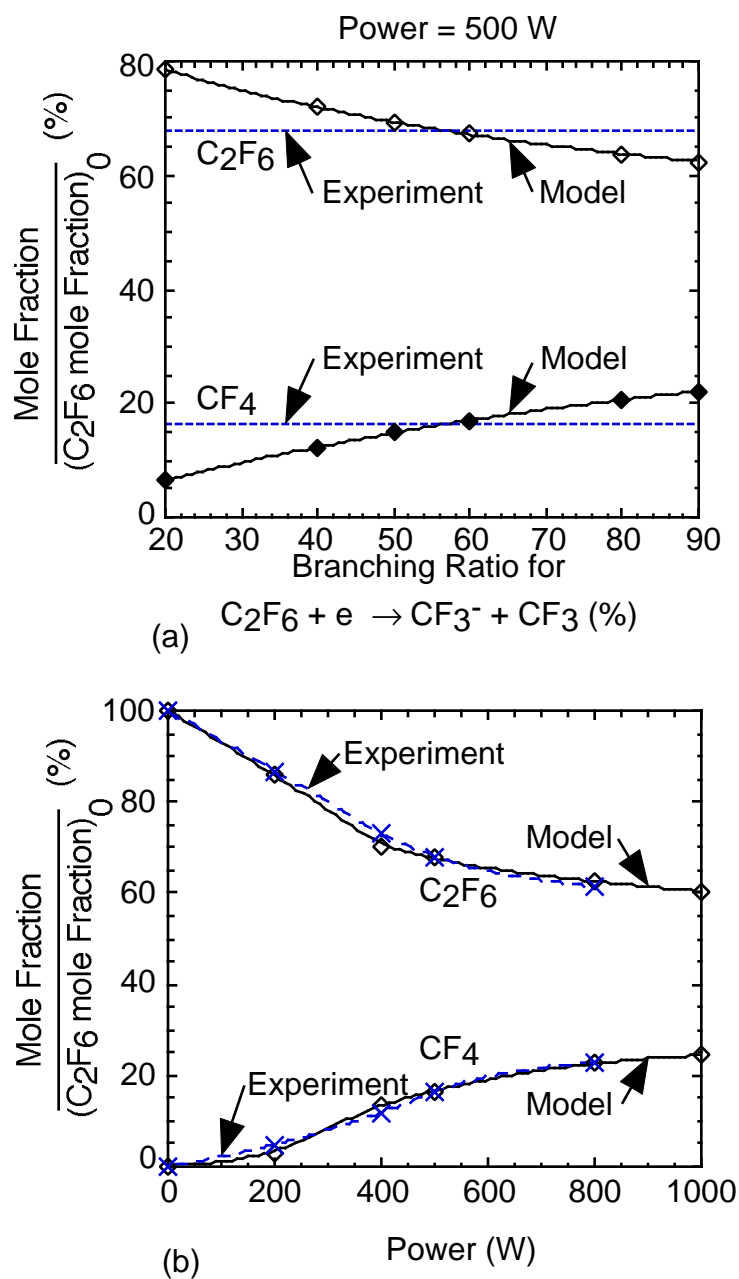 Power = 500 W
Mole Fraction
(C2F6 mole Fraction)0
(%)
80
60
40
20
0
C2F6
Experiment
Model
Experiment
Model
CF4
20 30 40 50 60 70 80 90
Branching Ratio for
C2F6 + e → CF3- + CF3 (%)
(a)
Mole Fraction
(C2F6 mole Fraction)0
(%)
100
80
60
40
20
0
Experiment
Model
C2F6
CF4
Experiment
Model
0 200 400 600 800 1000
Power (W)
(b)